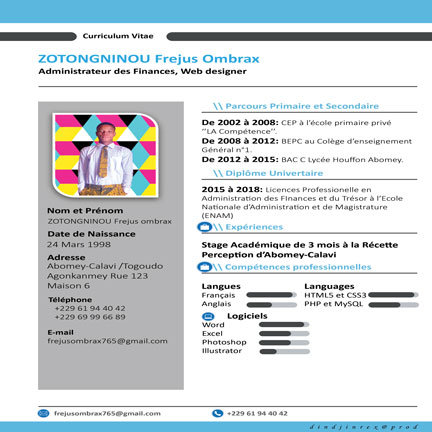 Curriculum Vitae
ZOTONGNINOU Frejus Ombrax
Administrateur des Finances, Web designer
\\ Parcours Primaire et Secondaire
De 2002 à 2008: CEP à l'école primaire privé
‘’LA Compétence’’.
De 2008 à 2012: BEPC au Colège d'enseignement
Général n°1.
De 2012 à 2015: BAC C Lycée Houffon Abomey.
\\ Diplôme Univertaire
2015 à 2018: Licences Professionelle en
Administration des FInances et du Trésor à l'Ecole
Nationale d'Administration et de Magistrature
(ENAM)
\\ Expériences
Stage Académique de 3 mois à la Récette
Perception d'Abomey-Calavi
\\ Compétences professionnelles
Langues
Français
Anglais
Languages
HTML5 et CSS3
PHP et MySQL
Logiciels
Word
Excel
Photoshop
Illustrator
Nom et Prénom
ZOTONGNINOU Frejus ombrax
Date de Naissance
24 Mars 1998
Adresse
Abomey-Calavi /Togoudo
Agonkanmey Rue 123
Maison 6
Téléphone
+229 61 94 40 42
+229 69 99 66 89
E-mail
frejusombrax765@gmail.com
frejusombrax765@gmail.com
+229 61 94 40 42
dindjinrex@prod